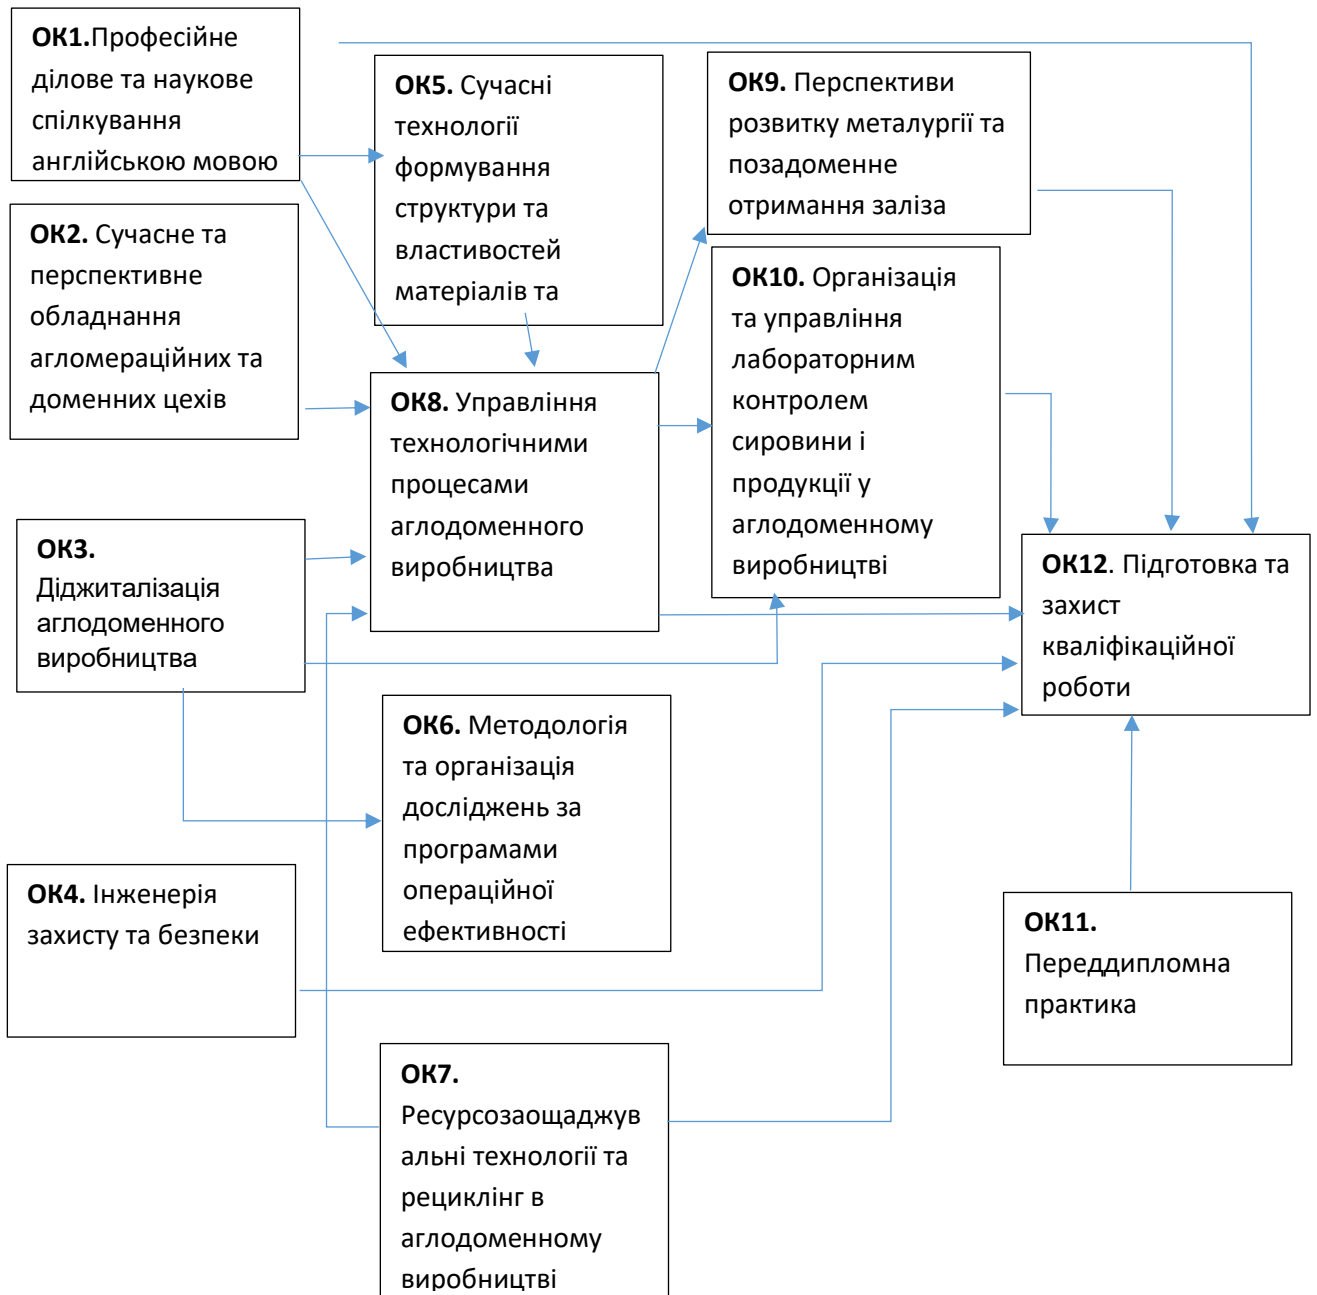 ОК1.Професійне
ділове та наукове
спілкування
англійською мовою
ОК2. Сучасне та
перспективне
обладнання
агломераційних та
доменних цехів
ОК3.
Діджиталізація
аглодоменного
виробництва
ОК4. Інженерія
захисту та безпеки
ОК5. Сучасні
технології
формування
структури та
властивостей
матеріалів та
ОК8. Управління
технологічними
процесами
аглодоменного
виробництва
ОК6. Методологія
та організація
досліджень за
програмами
операційної
ефективності
ОК7.
Ресурсозаощаджув
альні технології та
рециклінг в
аглодоменному
виробництві
ОК9. Перспективи
розвитку металургії та
позадоменне
отримання заліза
ОК10. Організація
та управління
лабораторним
контролем
сировини і
продукції у
аглодоменному
виробництві
ОК12. Підготовка та
захист
кваліфікаційної
роботи
ОК11.
Переддипломна
практика